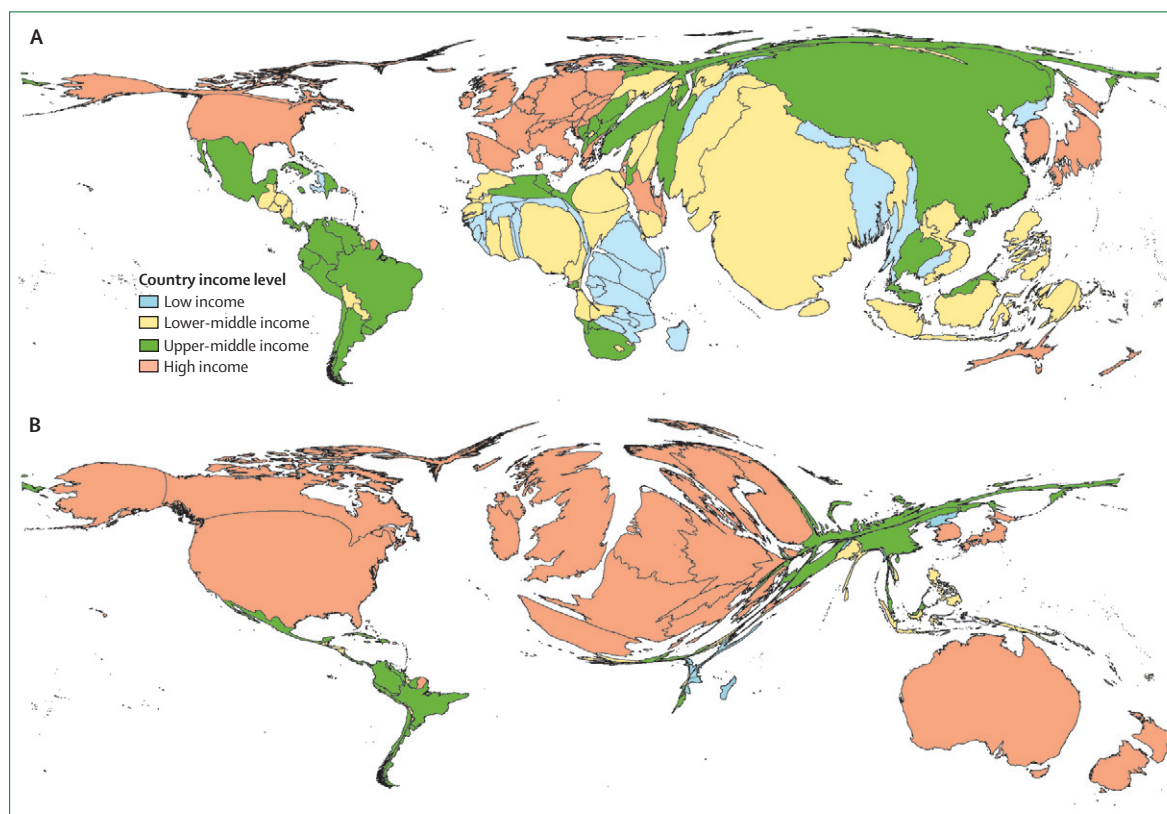 A
Country income level
Low income
Lower-middle income
Upper-middle income
High income
B